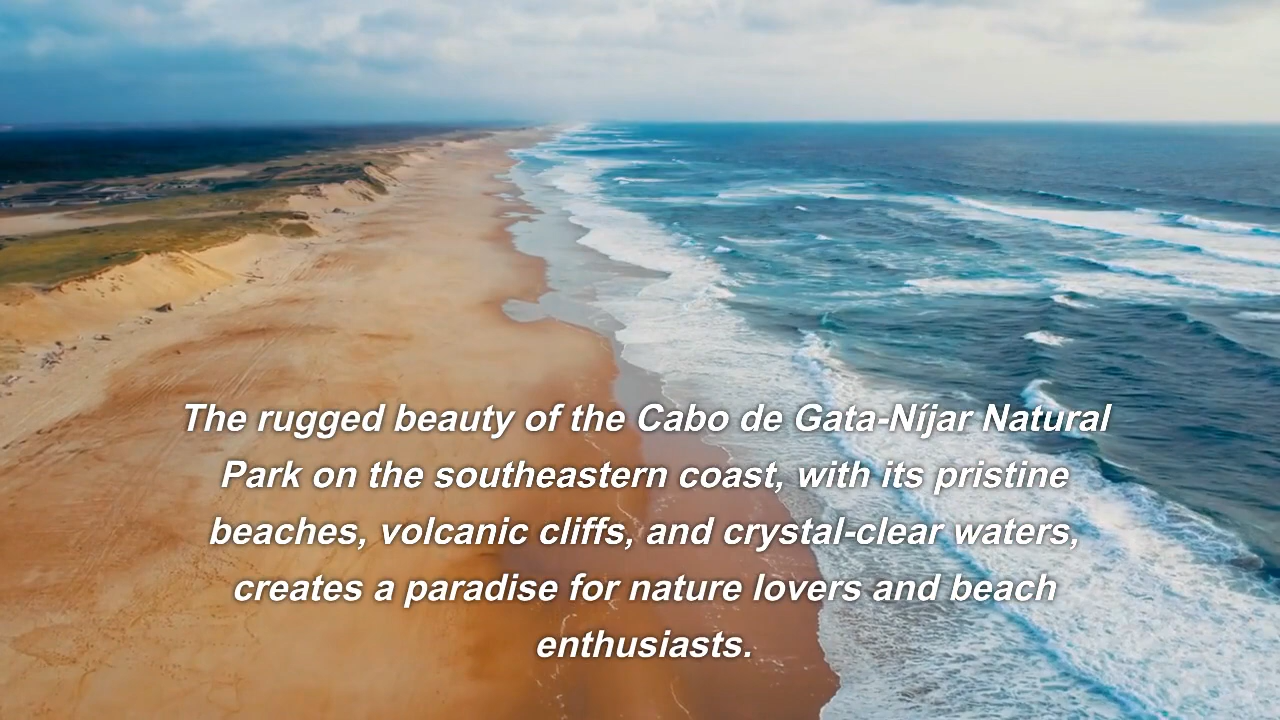 The rugged beauty of the Cabo de Gata-Níjar Natural
Park on the southeastern coast, with its pristine
beaches, volcanic cliffs, and crystal-clear waters,
creates a paradise for nature lovers and beach
enthusiasts.